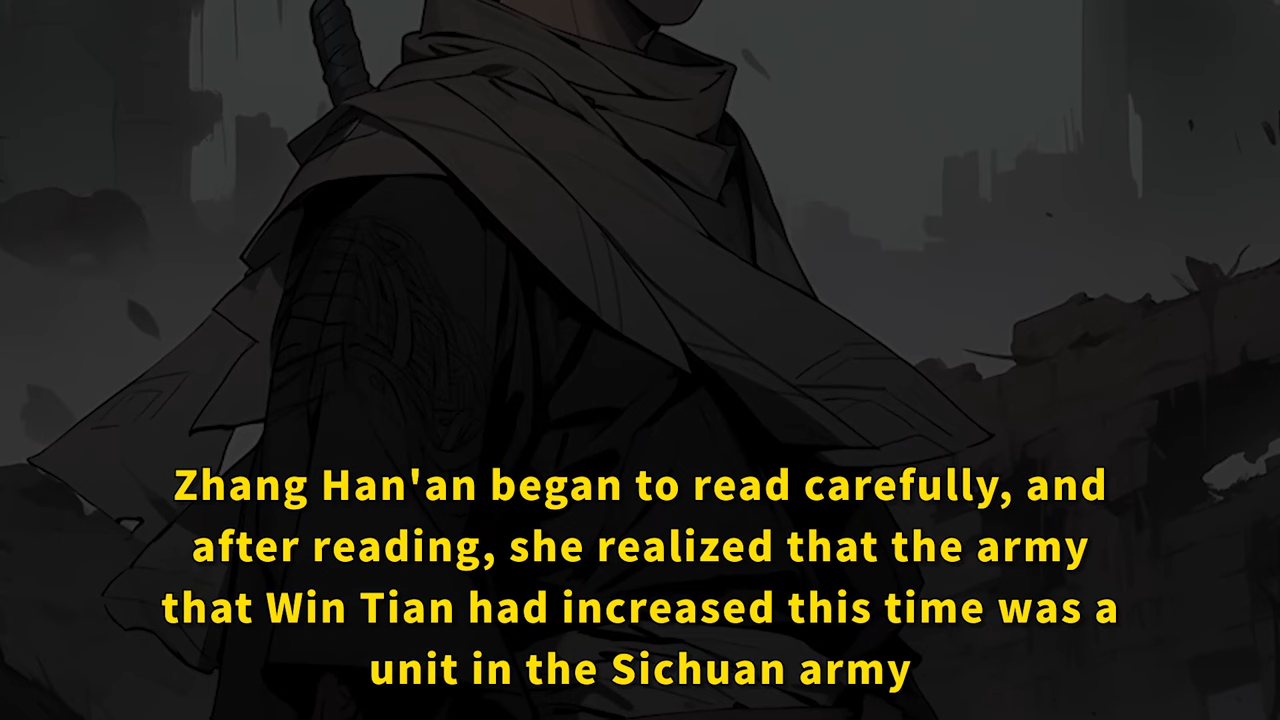 Zhang Han'an began to read carefully, and
after reading, she realized that the army
that Win Tian had increased this time was a
unit in the Sichuan army